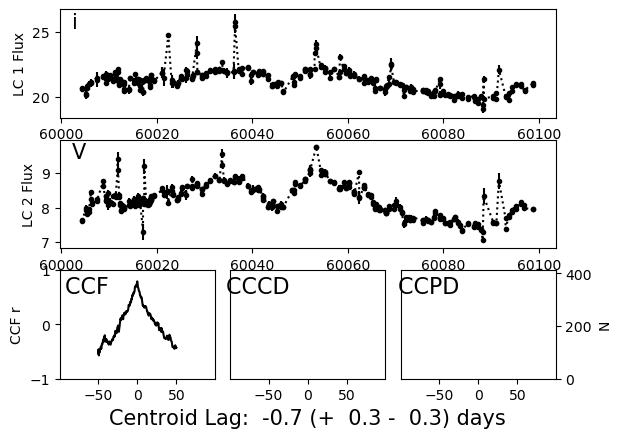 i
LC 1 Flux
25
20
60000 60020 60040 60060 60080 60100
V
LC 2 Flux
9
8
7
60000 60020 60040 60060 60080 60100
CCF CCCD CCPD
CCF r
1
0
−1
400
200
0
N
−50 0 50 −50 0 50 −50 0 50
Centroid Lag: -0.7 (+ 0.3 - 0.3) days